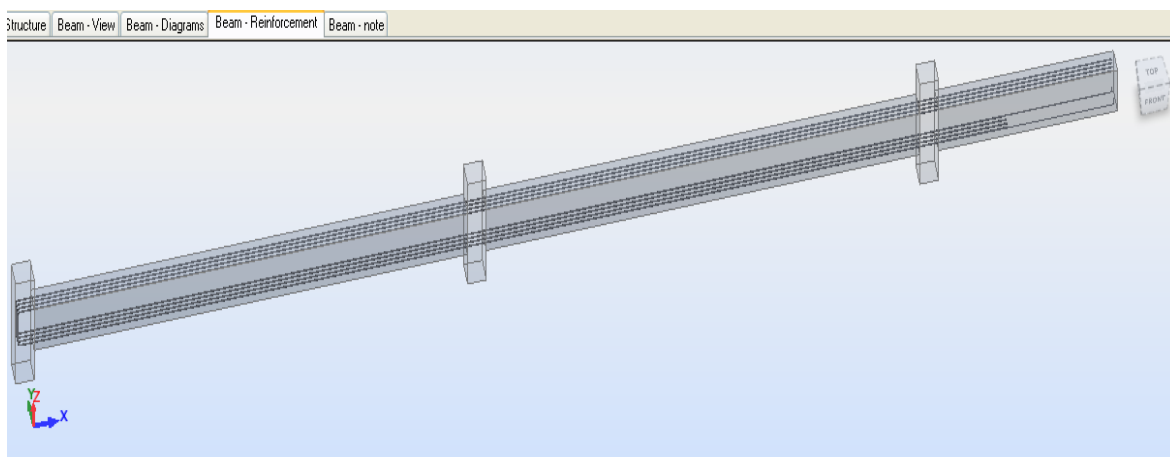 Structure Beam - View Beam - Diagrams Beam - Reinforcement Beam - note
TOP
FRONT
Y
Z
X